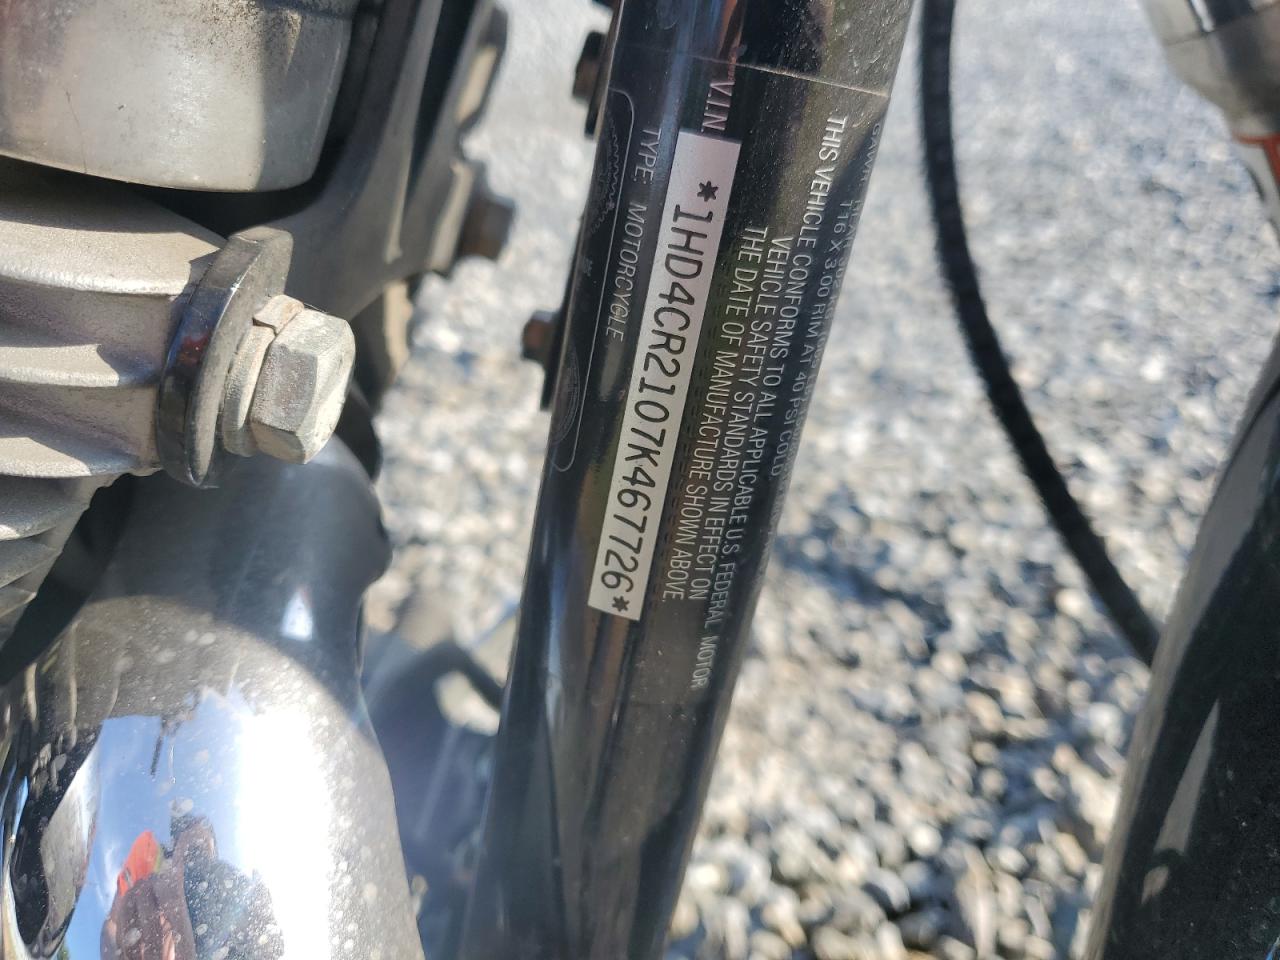 THIS VEHICLE CONFORMS TO ALL APPLICABLE U.S. FEDERAL MOTOR
VEHICLE SAFETY STANDARDS IN EFFECT ON
THE DATE OF MANUFACTURE SHOWN ABOVE.
V.I.N.
*1HD4CR2107K467726*
TYPE: MOTORCYCLE